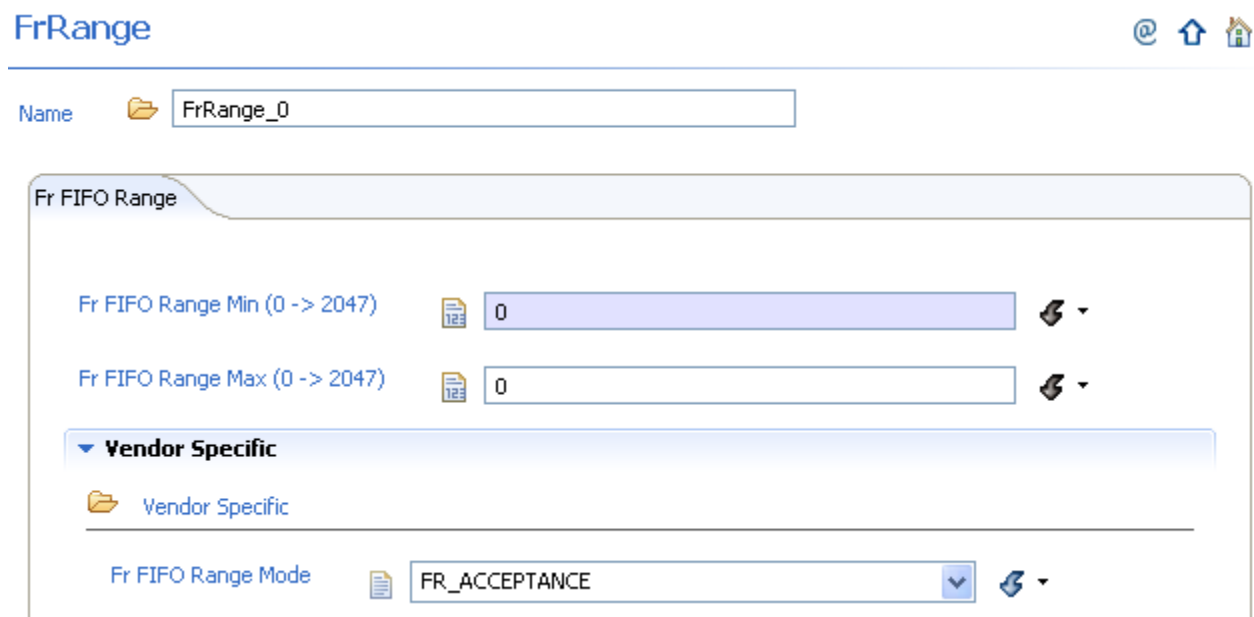 FrRange
Name FrRange_0
Fr FIFO Range
Fr FIFO Range Min (0 -> 2047) 0
Fr FIFO Range Max (0 -> 2047) 0
Vendor Specific
Vendor Specific
Fr FIFO Range Mode FR_ACCEPTANCE